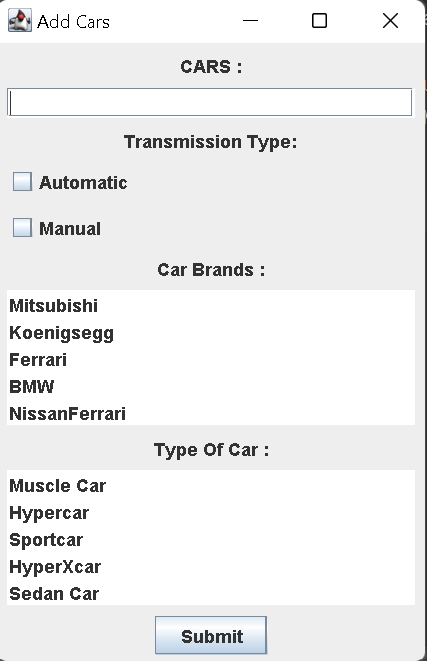 Add Cars
CARS :
Transmission Type:
Automatic
Manual
Car Brands :
Mitsubishi
Koenigsegg
Ferrari
BMW
NissanFerrari
Type Of Car :
Muscle Car
Hypercar
Sportcar
HyperXcar
Sedan Car
Submit